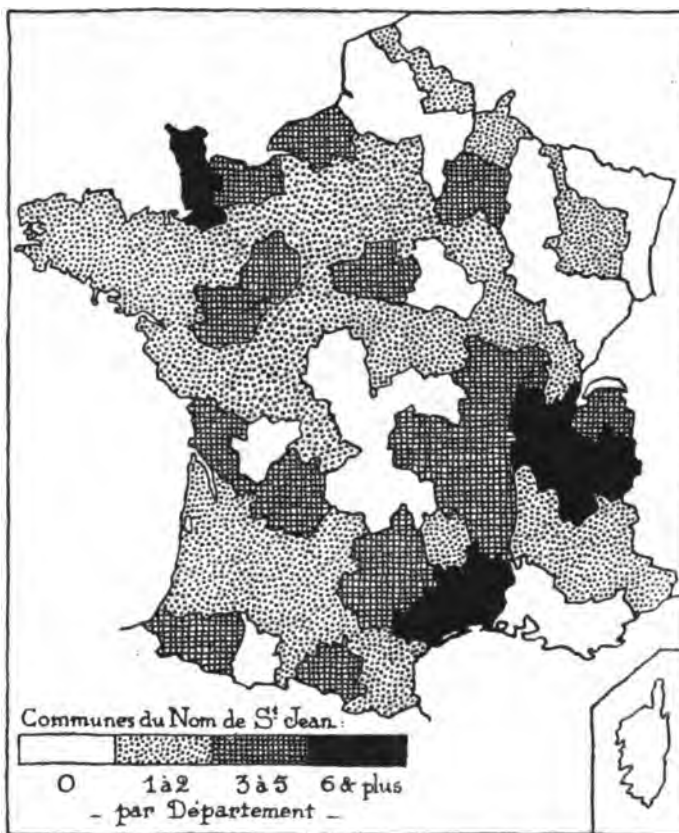 Communes du Nom de Sᵗ Jean:
0 1 à 2 3 à 5 6 & plus
_ par Département _